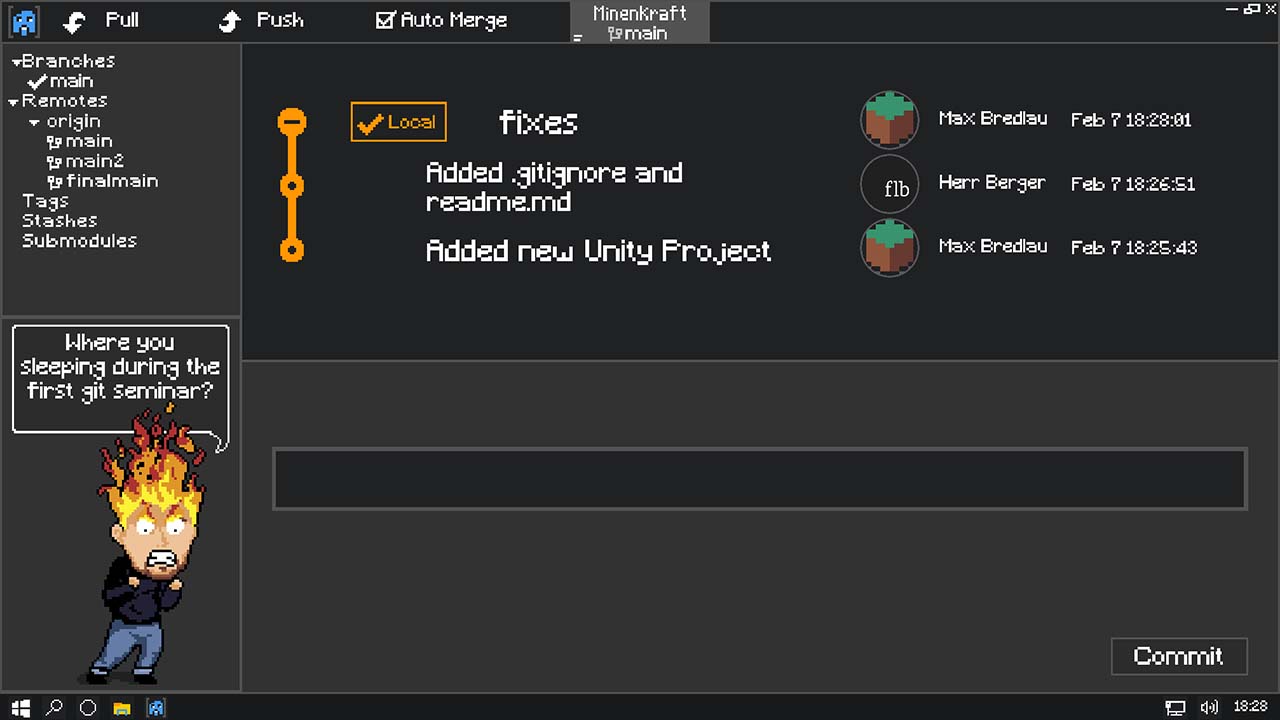 Pull
Push
Auto Merge
MinenKraft
main
Branches
main
Remotes
origin
main
main2
finalmain
Tags
Stashes
Submodules
Local
fixes
Max Bredlau
Feb 7 18:28:01
Added .gitignore and
readme.md
flb
Herr Berger
Feb 7 18:26:51
Added new Unity Project
Max Bredlau
Feb 7 18:25:43
Where you
sleeping during the
first git seminar?
Commit
18:28